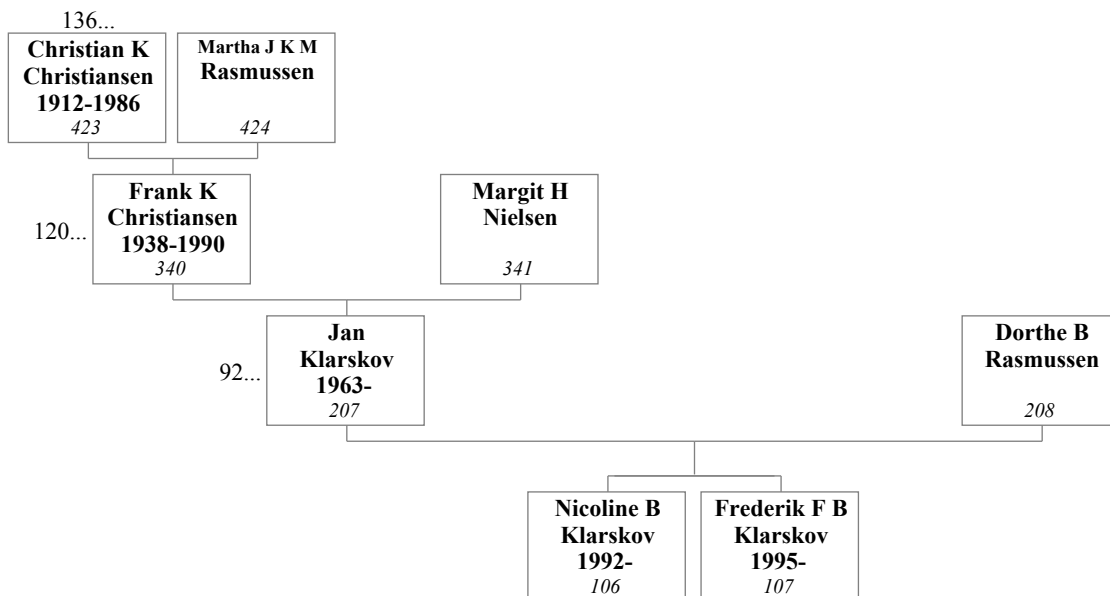 136...
Christian K
Christiansen
1912-1986
423
Martha J K M
Rasmussen
424
120...
Frank K
Christiansen
1938-1990
340
Margit H
Nielsen
341
92...
Jan
Klarskov
1963-
207
Dorthe B
Rasmussen
208
Nicoline B
Klarskov
1992-
106
Frederik F B
Klarskov
1995-
107